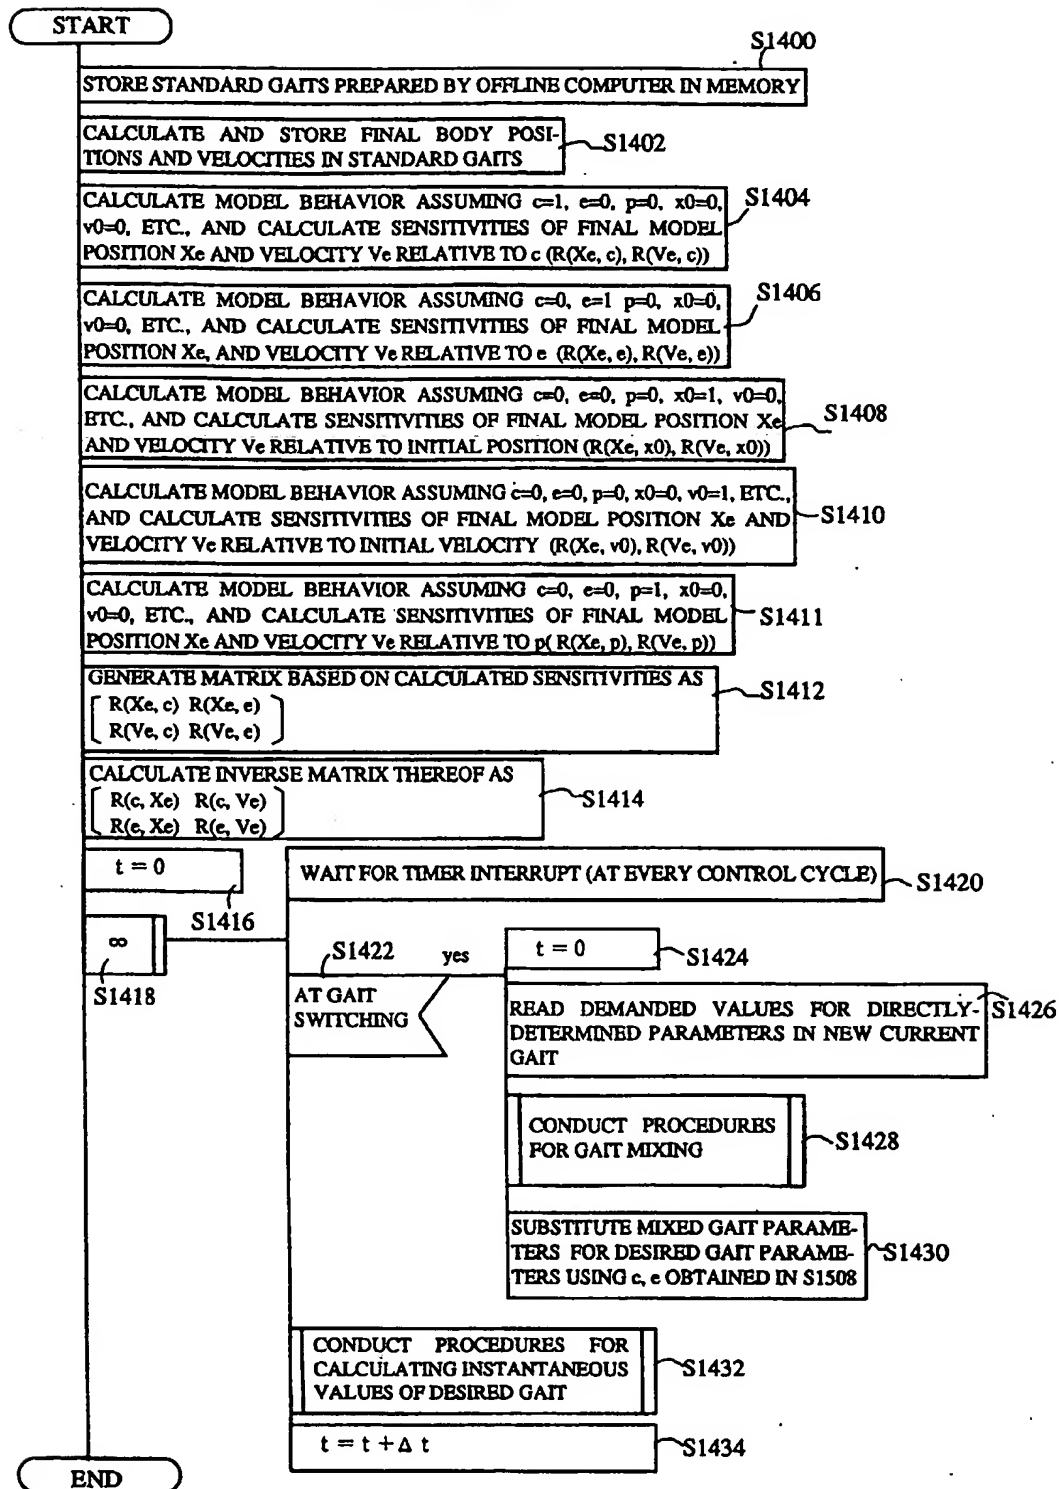 START
S1400
STORE STANDARD GAITS PREPARED BY OFFLINE COMPUTER IN MEMORY
CALCULATE AND STORE FINAL BODY POSI-
TIONS AND VELOCITIES IN STANDARD GAITS
S1402
CALCULATE MODEL BEHAVIOR ASSUMING c=1, e=0, p=0, x0=0,
v0=0, ETC., AND CALCULATE SENSITIVITIES OF FINAL MODEL
POSITION Xe AND VELOCITY Ve RELATIVE TO c (R(Xe, c), R(Ve, c))
S1404
CALCULATE MODEL BEHAVIOR ASSUMING c=0, e=1 p=0, x0=0,
v0=0, ETC., AND CALCULATE SENSITIVITIES OF FINAL MODEL
POSITION Xe, AND VELOCITY Ve RELATIVE TO e (R(Xe, e), R(Ve, e))
S1406
CALCULATE MODEL BEHAVIOR ASSUMING c=0, e=0, p=0, x0=1, v0=0,
ETC., AND CALCULATE SENSITIVITIES OF FINAL MODEL POSITION Xe
AND VELOCITY Ve RELATIVE TO INITIAL POSITION (R(Xe, x0), R(Ve, x0))
S1408
CALCULATE MODEL BEHAVIOR ASSUMING c=0, e=0, p=0, x0=0, v0=1, ETC.,
AND CALCULATE SENSITIVITIES OF FINAL MODEL POSITION Xe AND
VELOCITY Ve RELATIVE TO INITIAL VELOCITY (R(Xe, v0), R(Ve, v0))
S1410
CALCULATE MODEL BEHAVIOR ASSUMING c=0, e=0, p=1, x0=0,
v0=0, ETC., AND CALCULATE SENSITIVITIES OF FINAL MODEL
POSITION Xe AND VELOCITY Ve RELATIVE TO p( R(Xe, p), R(Ve, p))
S1411
GENERATE MATRIX BASED ON CALCULATED SENSITIVITIES AS
R(Xe, c) R(Xe, e)
R(Ve, c) R(Ve, e)
S1412
CALCULATE INVERSE MATRIX THEREOF AS
R(c, Xe) R(c, Ve)
R(e, Xe) R(e, Ve)
S1414
t = 0
S1416
WAIT FOR TIMER INTERRUPT (AT EVERY CONTROL CYCLE)
S1420
∞
S1418
S1422
yes
AT GAIT
SWITCHING
t = 0
S1424
READ DEMANDED VALUES FOR DIRECTLY-
DETERMINED PARAMETERS IN NEW CURRENT
GAIT
S1426
CONDUCT PROCEDURES
FOR GAIT MIXING
S1428
SUBSTITUTE MIXED GAIT PARAME-
TERS FOR DESIRED GAIT PARAME-
TERS USING c, e OBTAINED IN S1508
S1430
CONDUCT PROCEDURES FOR
CALCULATING INSTANTANEOUS
VALUES OF DESIRED GAIT
S1432
t = t + Δ t
S1434
END